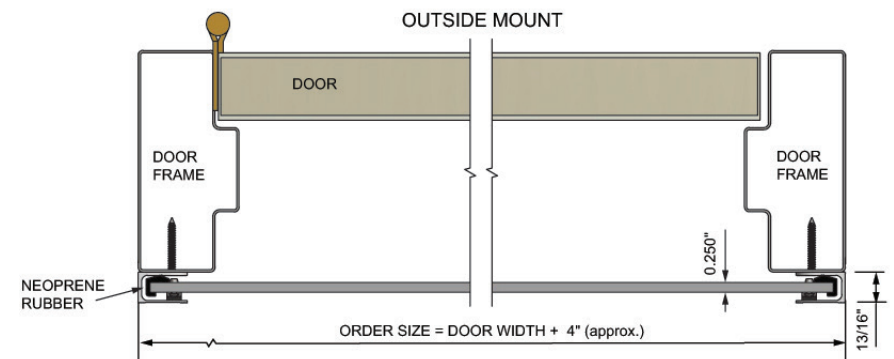 OUTSIDE MOUNT
DOOR
DOOR
FRAME
DOOR
FRAME
0.250"
NEOPRENE
RUBBER
ORDER SIZE = DOOR WIDTH + 4" (approx.)
13/16"